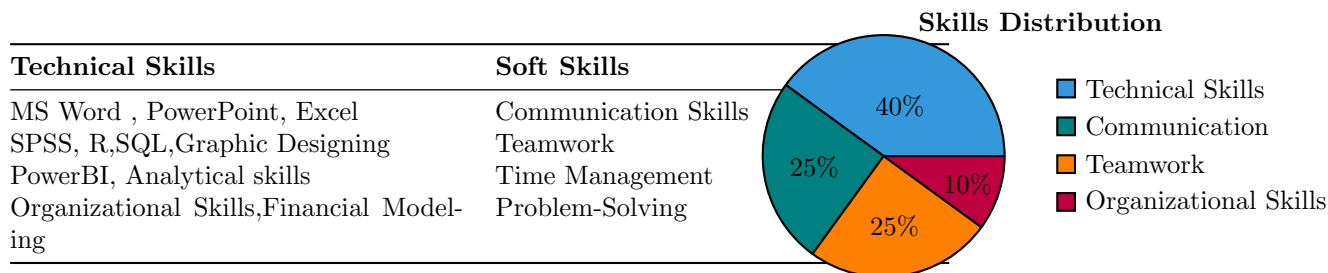 Skills Distribution
Technical Skills Soft Skills
MS Word , PowerPoint, Excel Communication Skills
SPSS, R,SQL,Graphic Designing Teamwork
PowerBI, Analytical skills Time Management
Organizational Skills,Financial Model- Problem-Solving
ing
40%
25%
25%
10%
Technical Skills
Communication
Teamwork
Organizational Skills